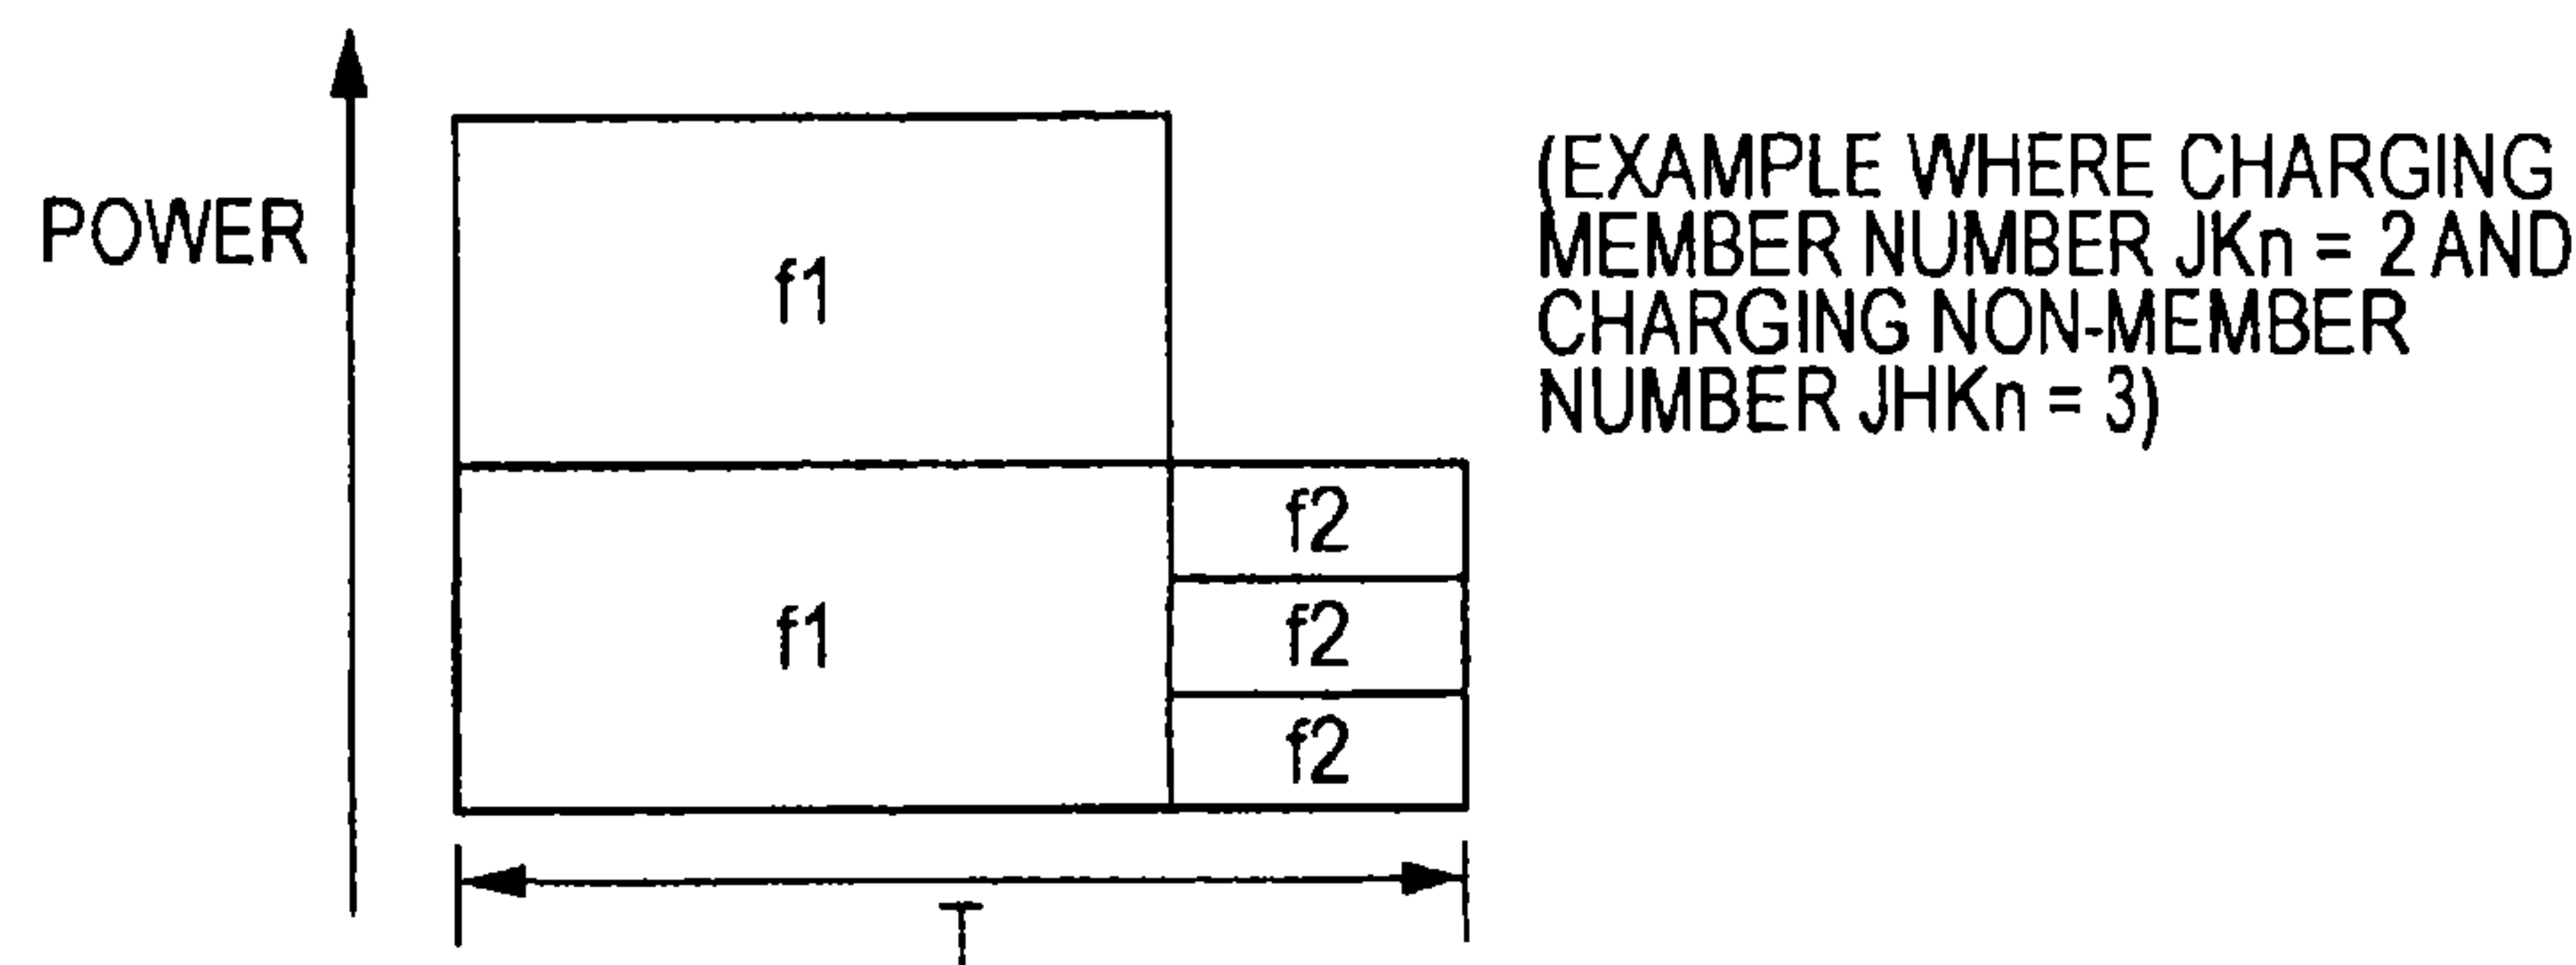 POWER
f1
f1
f2
f2
f2
T
(EXAMPLE WHERE CHARGING
MEMBER NUMBER JKn = 2 AND
CHARGING NON-MEMBER
NUMBER JHKn = 3)